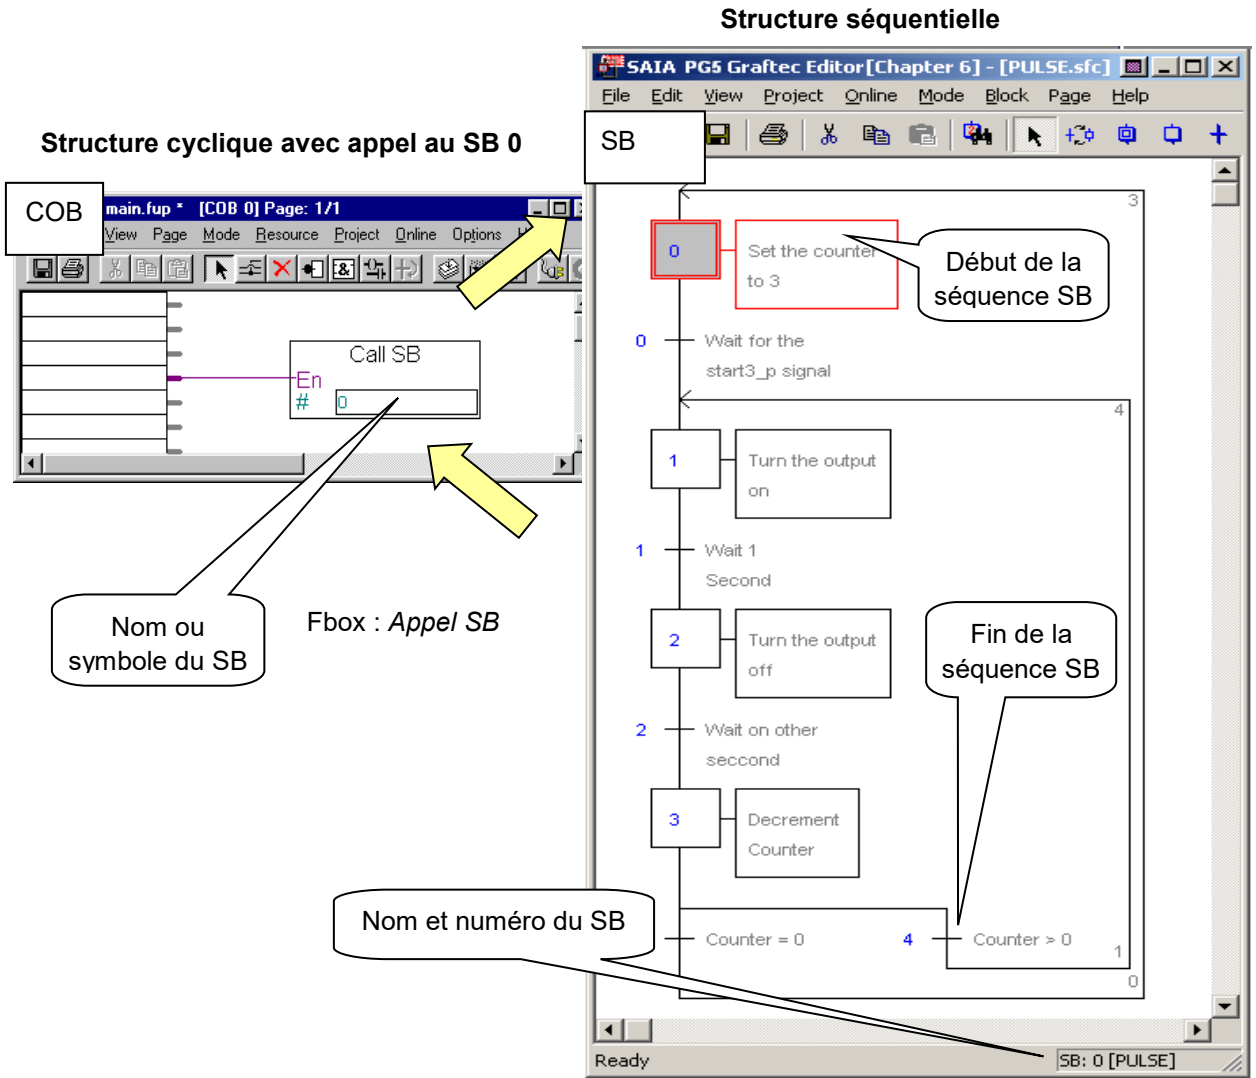 Structure séquentielle
SAIA PG5 Graftec Editor[Chapter 6] - [PULSE.sfc]
File Edit View Project Online Mode Block Page Help
SB
Structure cyclique avec appel au SB 0
COB
main.fup * [COB 0] Page: 1/1
View Page Mode Resource Project Online Options H
Call SB
En
# 0
Nom ou
symbole du SB
Fbox : Appel SB
3
0
Set the counter
to 3
Début de la
séquence SB
0
Wait for the
start3_p signal
4
1
Turn the output
on
1
Wait 1
Second
2
Turn the output
off
Fin de la
séquence SB
2
Wait on other
seccond
3
Decrement
Counter
Nom et numéro du SB
Counter = 0
4
Counter > 0
1
0
Ready
SB: 0 [PULSE]